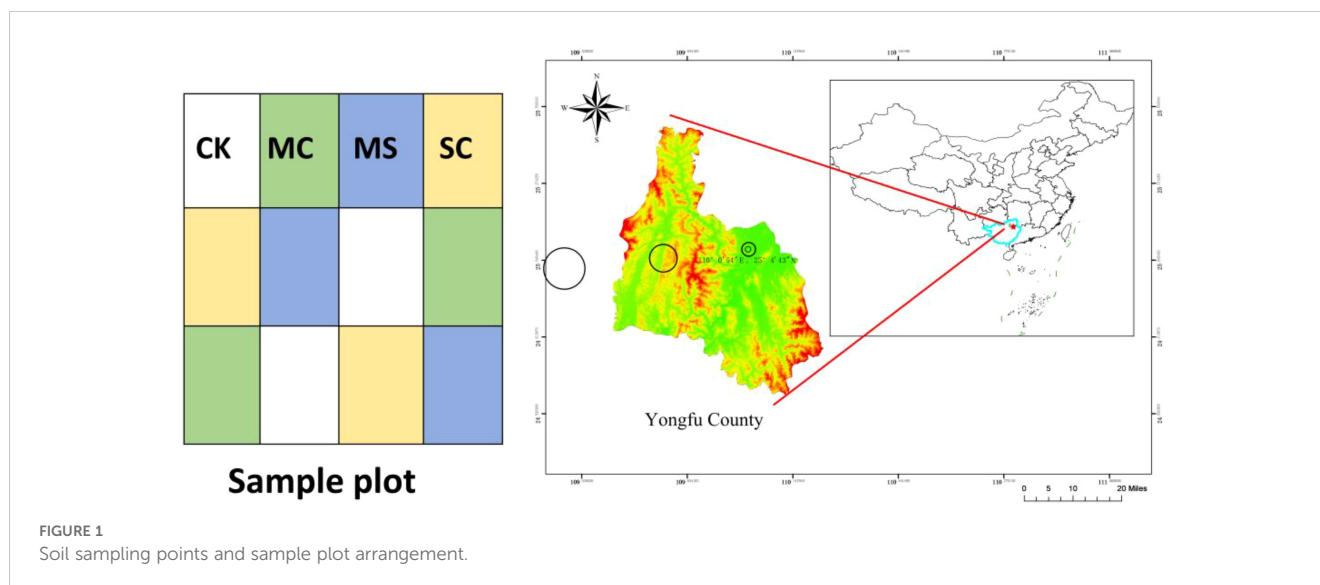 CK MC MS SC
Sample plot
N
W E
S
110° 0′54″E, 25° 4′43″N
Yongfu County
0 5 10 20 Miles
FIGURE 1
Soil sampling points and sample plot arrangement.